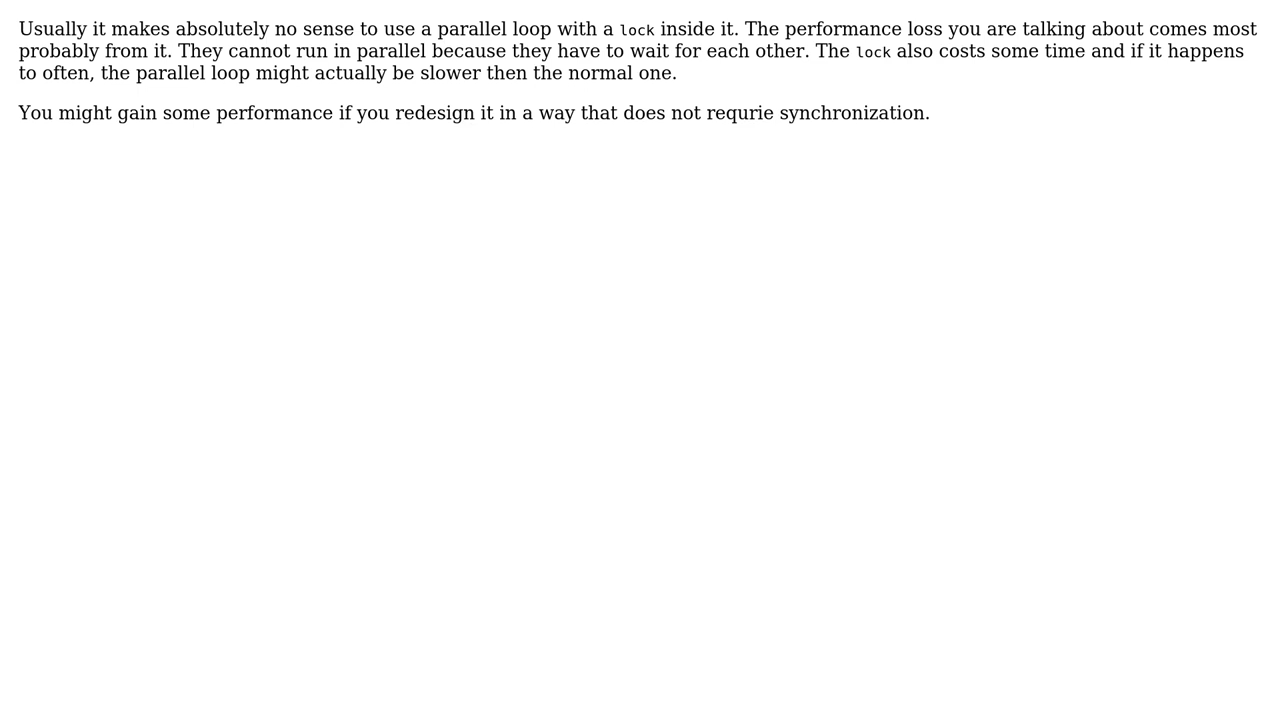 Usually it makes absolutely no sense to use a parallel loop with a lock inside it. The performance loss you are talking about comes most
probably from it. They cannot run in parallel because they have to wait for each other. The lock also costs some time and if it happens
to often, the parallel loop might actually be slower then the normal one.
You might gain some performance if you redesign it in a way that does not requrie synchronization.